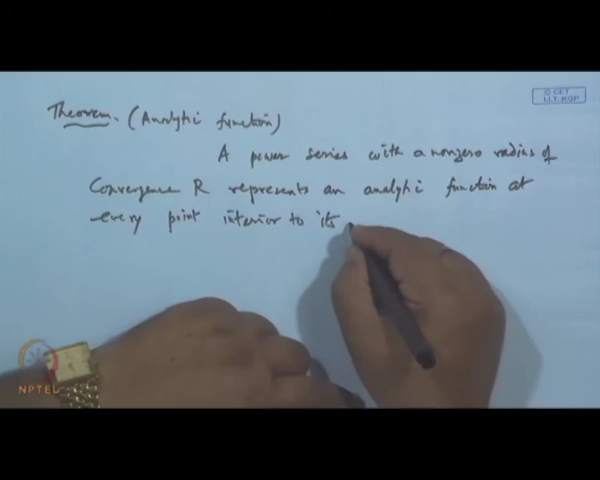 © CET
I.I.T. KGP
Theorem. (Analytic function)
A power series with a nonzero radius of
Convergence R represents an analytic function at
every point interior to its
NPTEL